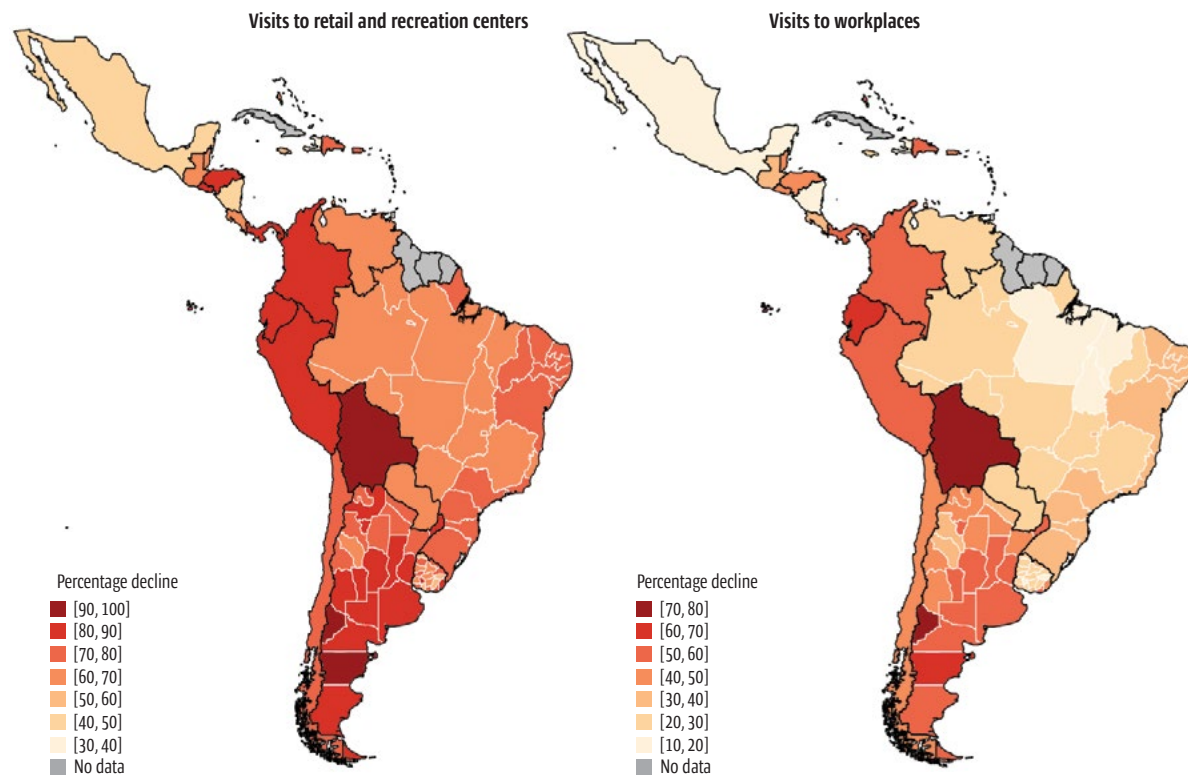 Visits to retail and recreation centers
Visits to workplaces
Percentage decline
[90, 100]
[80, 90]
[70, 80]
[60, 70]
[50, 60]
[40, 50]
[30, 40]
No data
Percentage decline
[70, 80]
[60, 70]
[50, 60]
[40, 50]
[30, 40]
[20, 30]
[10, 20]
No data